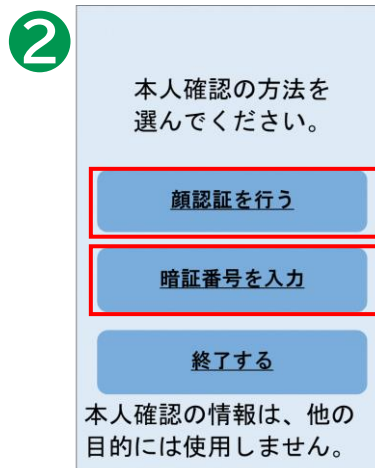 2
本人確認の方法を
選んでください。
顔認証を行う
暗証番号を入力
終了する
本人確認の情報は、他の
目的には使用しません。